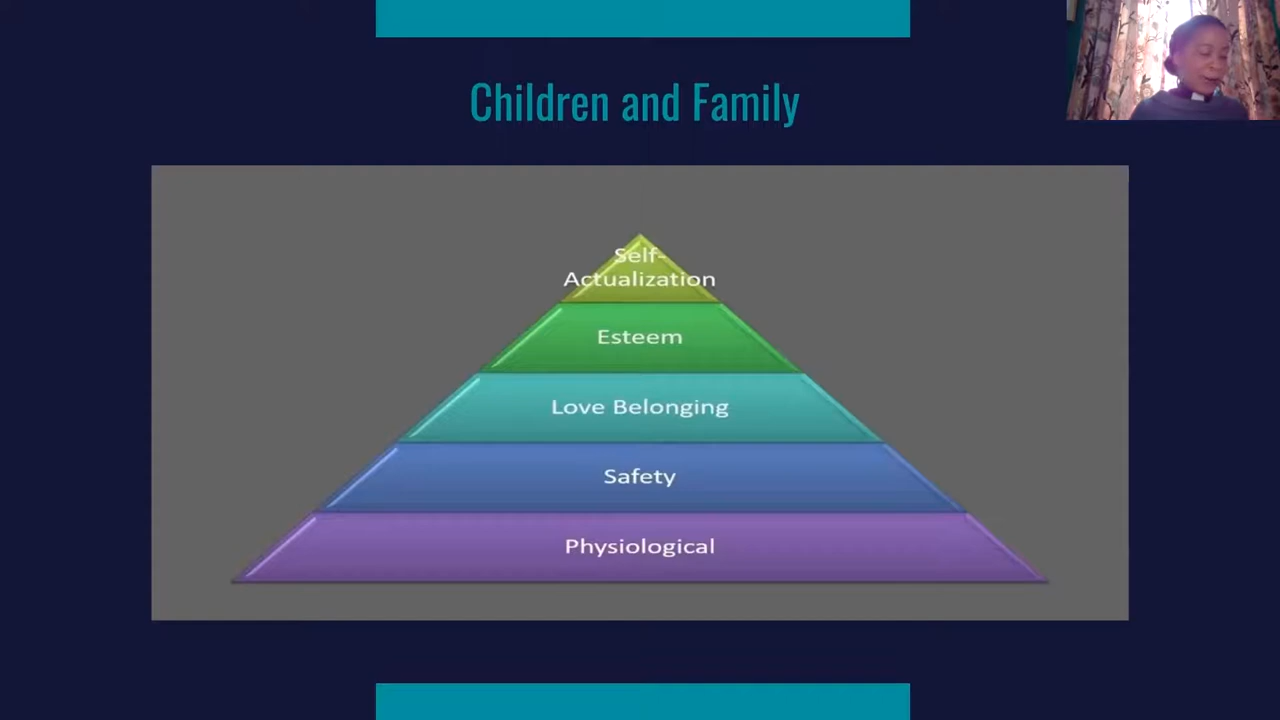 Children and Family
Self-
Actualization
Esteem
Love Belonging
Safety
Physiological